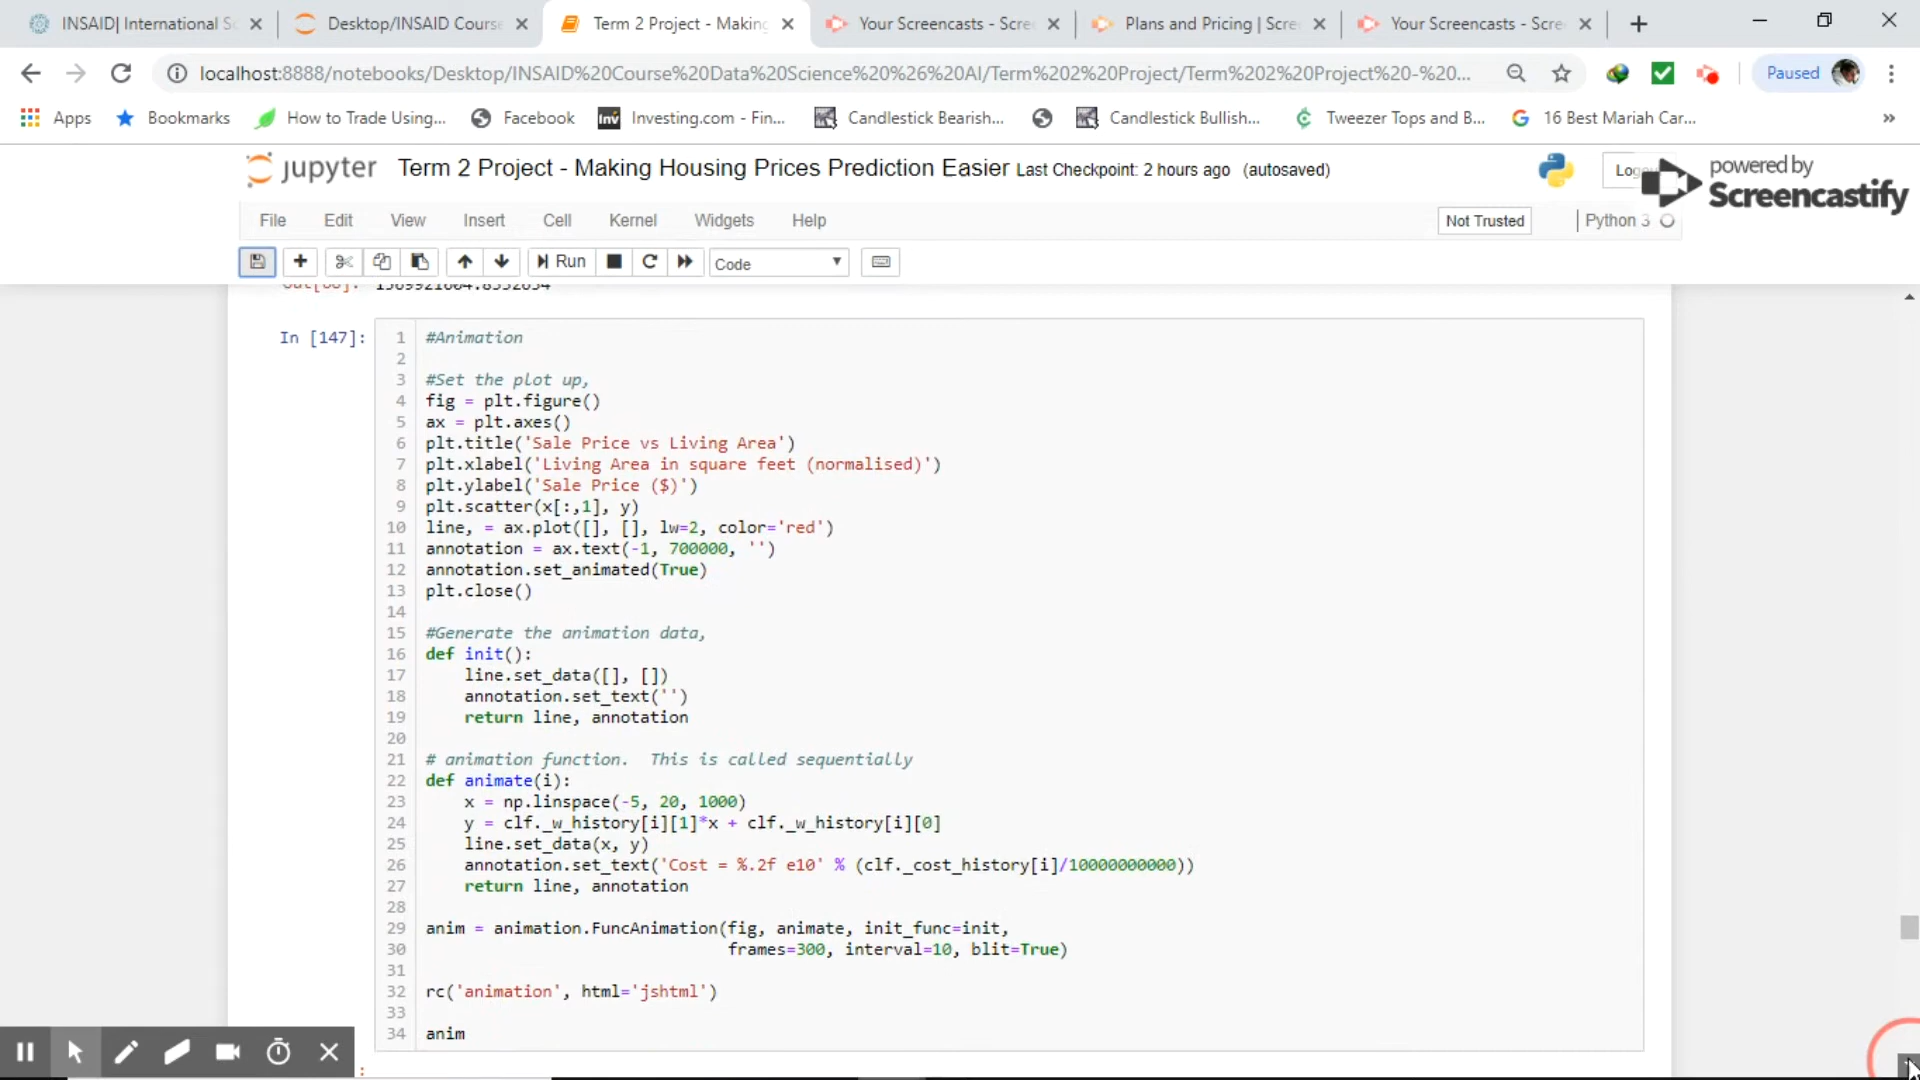 INSAID| International S
Desktop/INSAID Course
Term 2 Project - Making
Your Screencasts - Scre
Plans and Pricing | Scre
Your Screencasts - Scre
localhost:8888/notebooks/Desktop/INSAID%20Course%20Data%20Science%20%26%20AI/Term%202%20Project/Term%202%20Project%20-%20...
Paused
Apps
Bookmarks
How to Trade Using...
Facebook
Inv
Investing.com - Fin...
Candlestick Bearish...
Candlestick Bullish...
Tweezer Tops and B...
16 Best Mariah Car...
»
jupyter Term 2 Project - Making Housing Prices Prediction Easier Last Checkpoint: 2 hours ago (autosaved)
powered by
Screencastify
File Edit View Insert Cell Kernel Widgets Help
Not Trusted
Python 3
Run
Code
In [147]:
1 #Animation
2
3 #Set the plot up,
4 fig = plt.figure()
5 ax = plt.axes()
6 plt.title('Sale Price vs Living Area')
7 plt.xlabel('Living Area in square feet (normalised)')
8 plt.ylabel('Sale Price ($)')
9 plt.scatter(x[:,1], y)
10 line, = ax.plot([], [], lw=2, color='red')
11 annotation = ax.text(-1, 700000, '')
12 annotation.set_animated(True)
13 plt.close()
14
15 #Generate the animation data,
16 def init():
17 line.set_data([], [])
18 annotation.set_text('')
19 return line, annotation
20
21 # animation function.  This is called sequentially
22 def animate(i):
23 x = np.linspace(-5, 20, 1000)
24 y = clf._w_history[i][1]*x + clf._w_history[i][0]
25 line.set_data(x, y)
26 annotation.set_text('Cost = %.2f e10' % (clf._cost_history[i]/10000000000))
27 return line, annotation
28
29 anim = animation.FuncAnimation(fig, animate, init_func=init,
30 frames=300, interval=10, blit=True)
31
32 rc('animation', html='jshtml')
33
34 anim